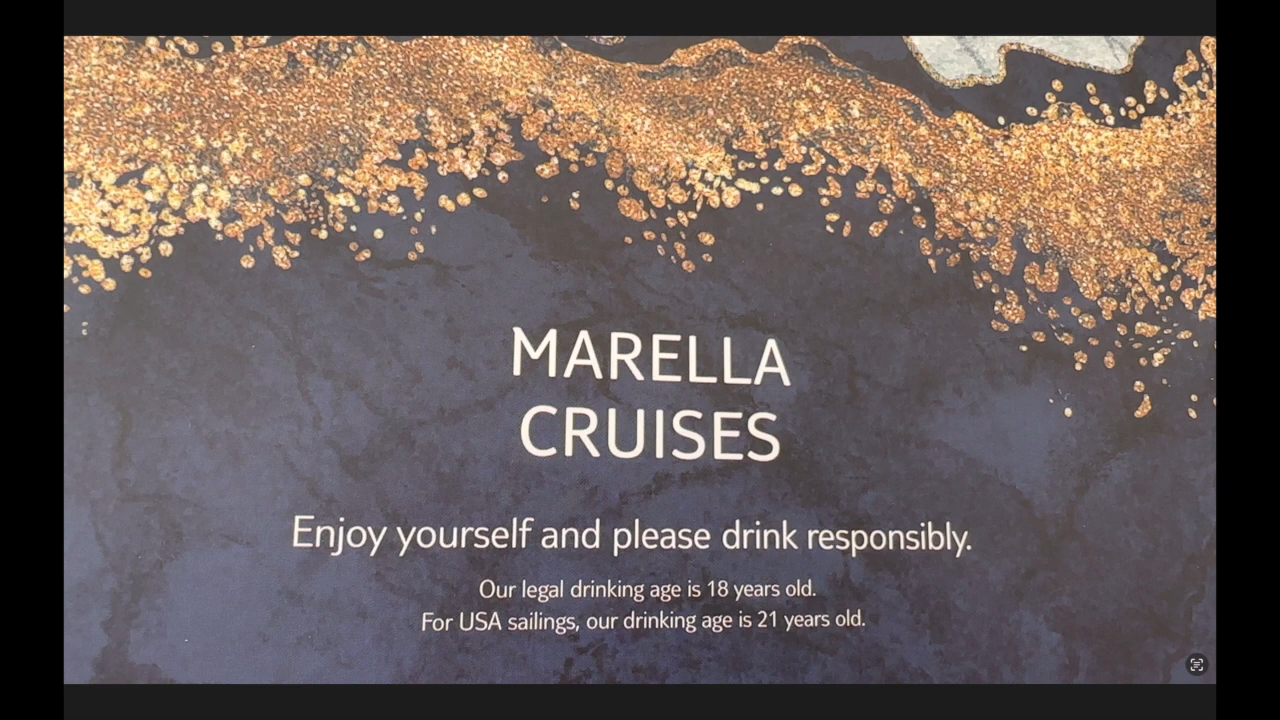 MARELLA
CRUISES
Enjoy yourself and please drink responsibly.
Our legal drinking age is 18 years old.
For USA sailings, our drinking age is 21 years old.